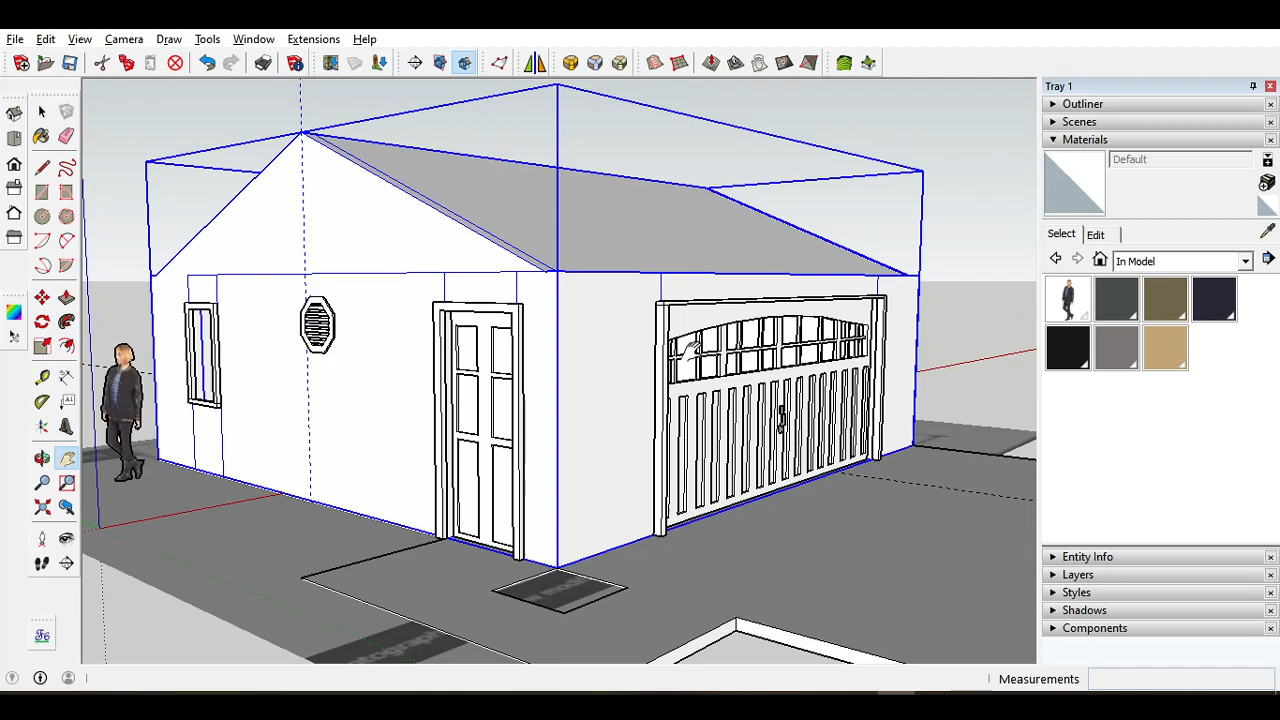 File Edit View Camera Draw Tools Window Extensions Help
Tray 1
Outliner
Scenes
Materials
Default
Select Edit
In Model
Entity Info
Layers
Styles
Shadows
Components
Measurements